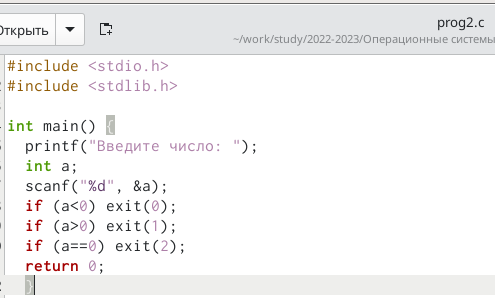 Открыть
prog2.c
~/work/study/2022-2023/Операционные системы
#include <stdio.h>
#include <stdlib.h>
int main() {
printf("Введите число: ");
int a;
scanf("%d", &a);
if (a<0) exit(0);
if (a>0) exit(1);
if (a==0) exit(2);
return 0;
}